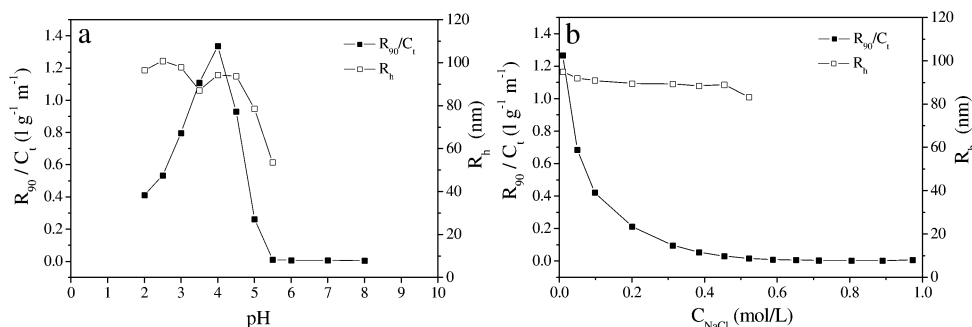 a
R90/Ct
Rh
R90 / Ct (l g-1 m-1)
1.4
1.2
1.0
0.8
0.6
0.4
0.2
0.0
120
100
80
60
40
20
0
Rh (nm)
0 1 2 3 4 5 6 7 8 9 10
pH
b
R90/Ct
Rh
R90 / Ct (l g-1 m-1)
1.4
1.2
1.0
0.8
0.6
0.4
0.2
0.0
120
100
80
60
40
20
0
Rh (nm)
0.0 0.2 0.4 0.6 0.8 1.0
CNaCl (mol/L)